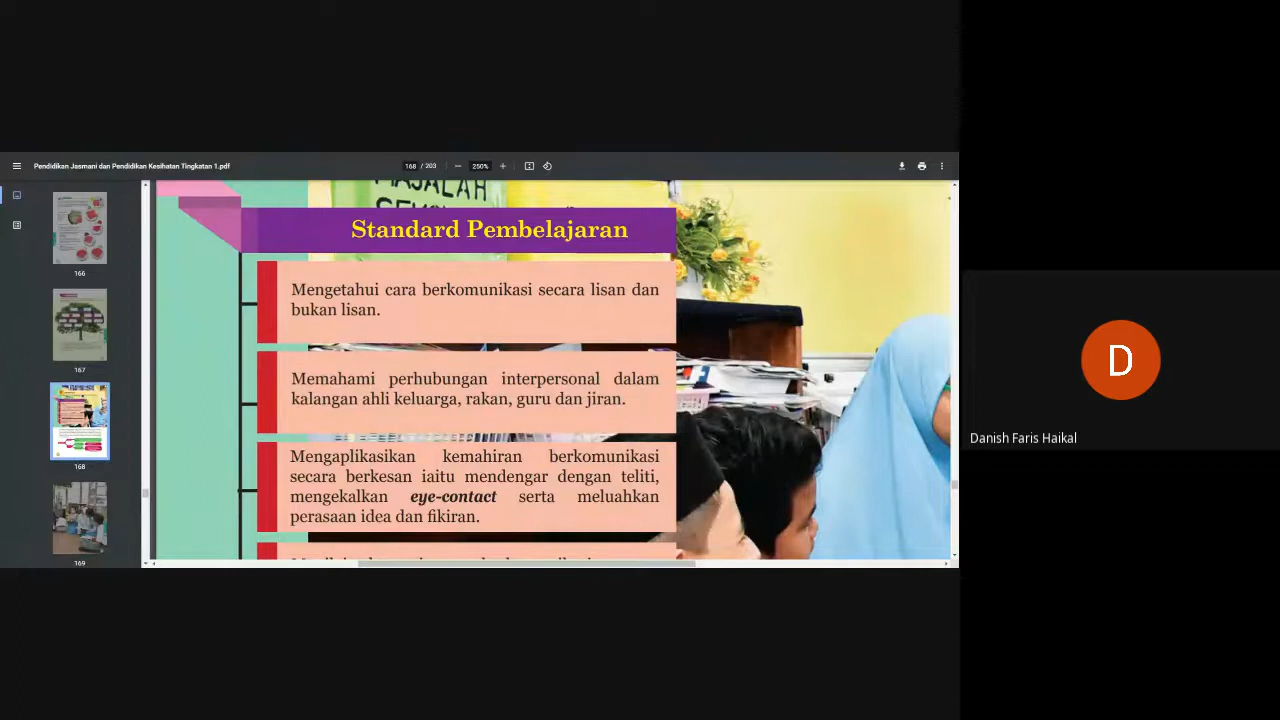 Pendidikan Jasmani dan Pendidikan Kesihatan Tingkatan 1.pdf
168 / 203
250%
MAJALAH
Standard Pembelajaran
Mengetahui cara berkomunikasi secara lisan dan
bukan lisan.
Memahami perhubungan interpersonal dalam
kalangan ahli keluarga, rakan, guru dan jiran.
Mengaplikasikan kemahiran berkomunikasi
secara berkesan iaitu mendengar dengan teliti,
mengekalkan eye-contact serta meluahkan
perasaan idea dan fikiran.
166
167
168
169
D
Danish Faris Haikal